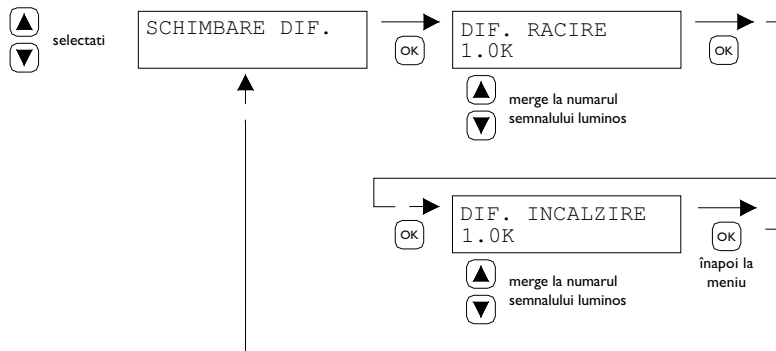 selectati
SCHIMBARE DIF.
OK
DIF. RACIRE
1.0K
OK
merge la numarul
semnalului luminos
OK
DIF. INCALZIRE
1.0K
OK
înapoi la
meniu
merge la numarul
semnalului luminos